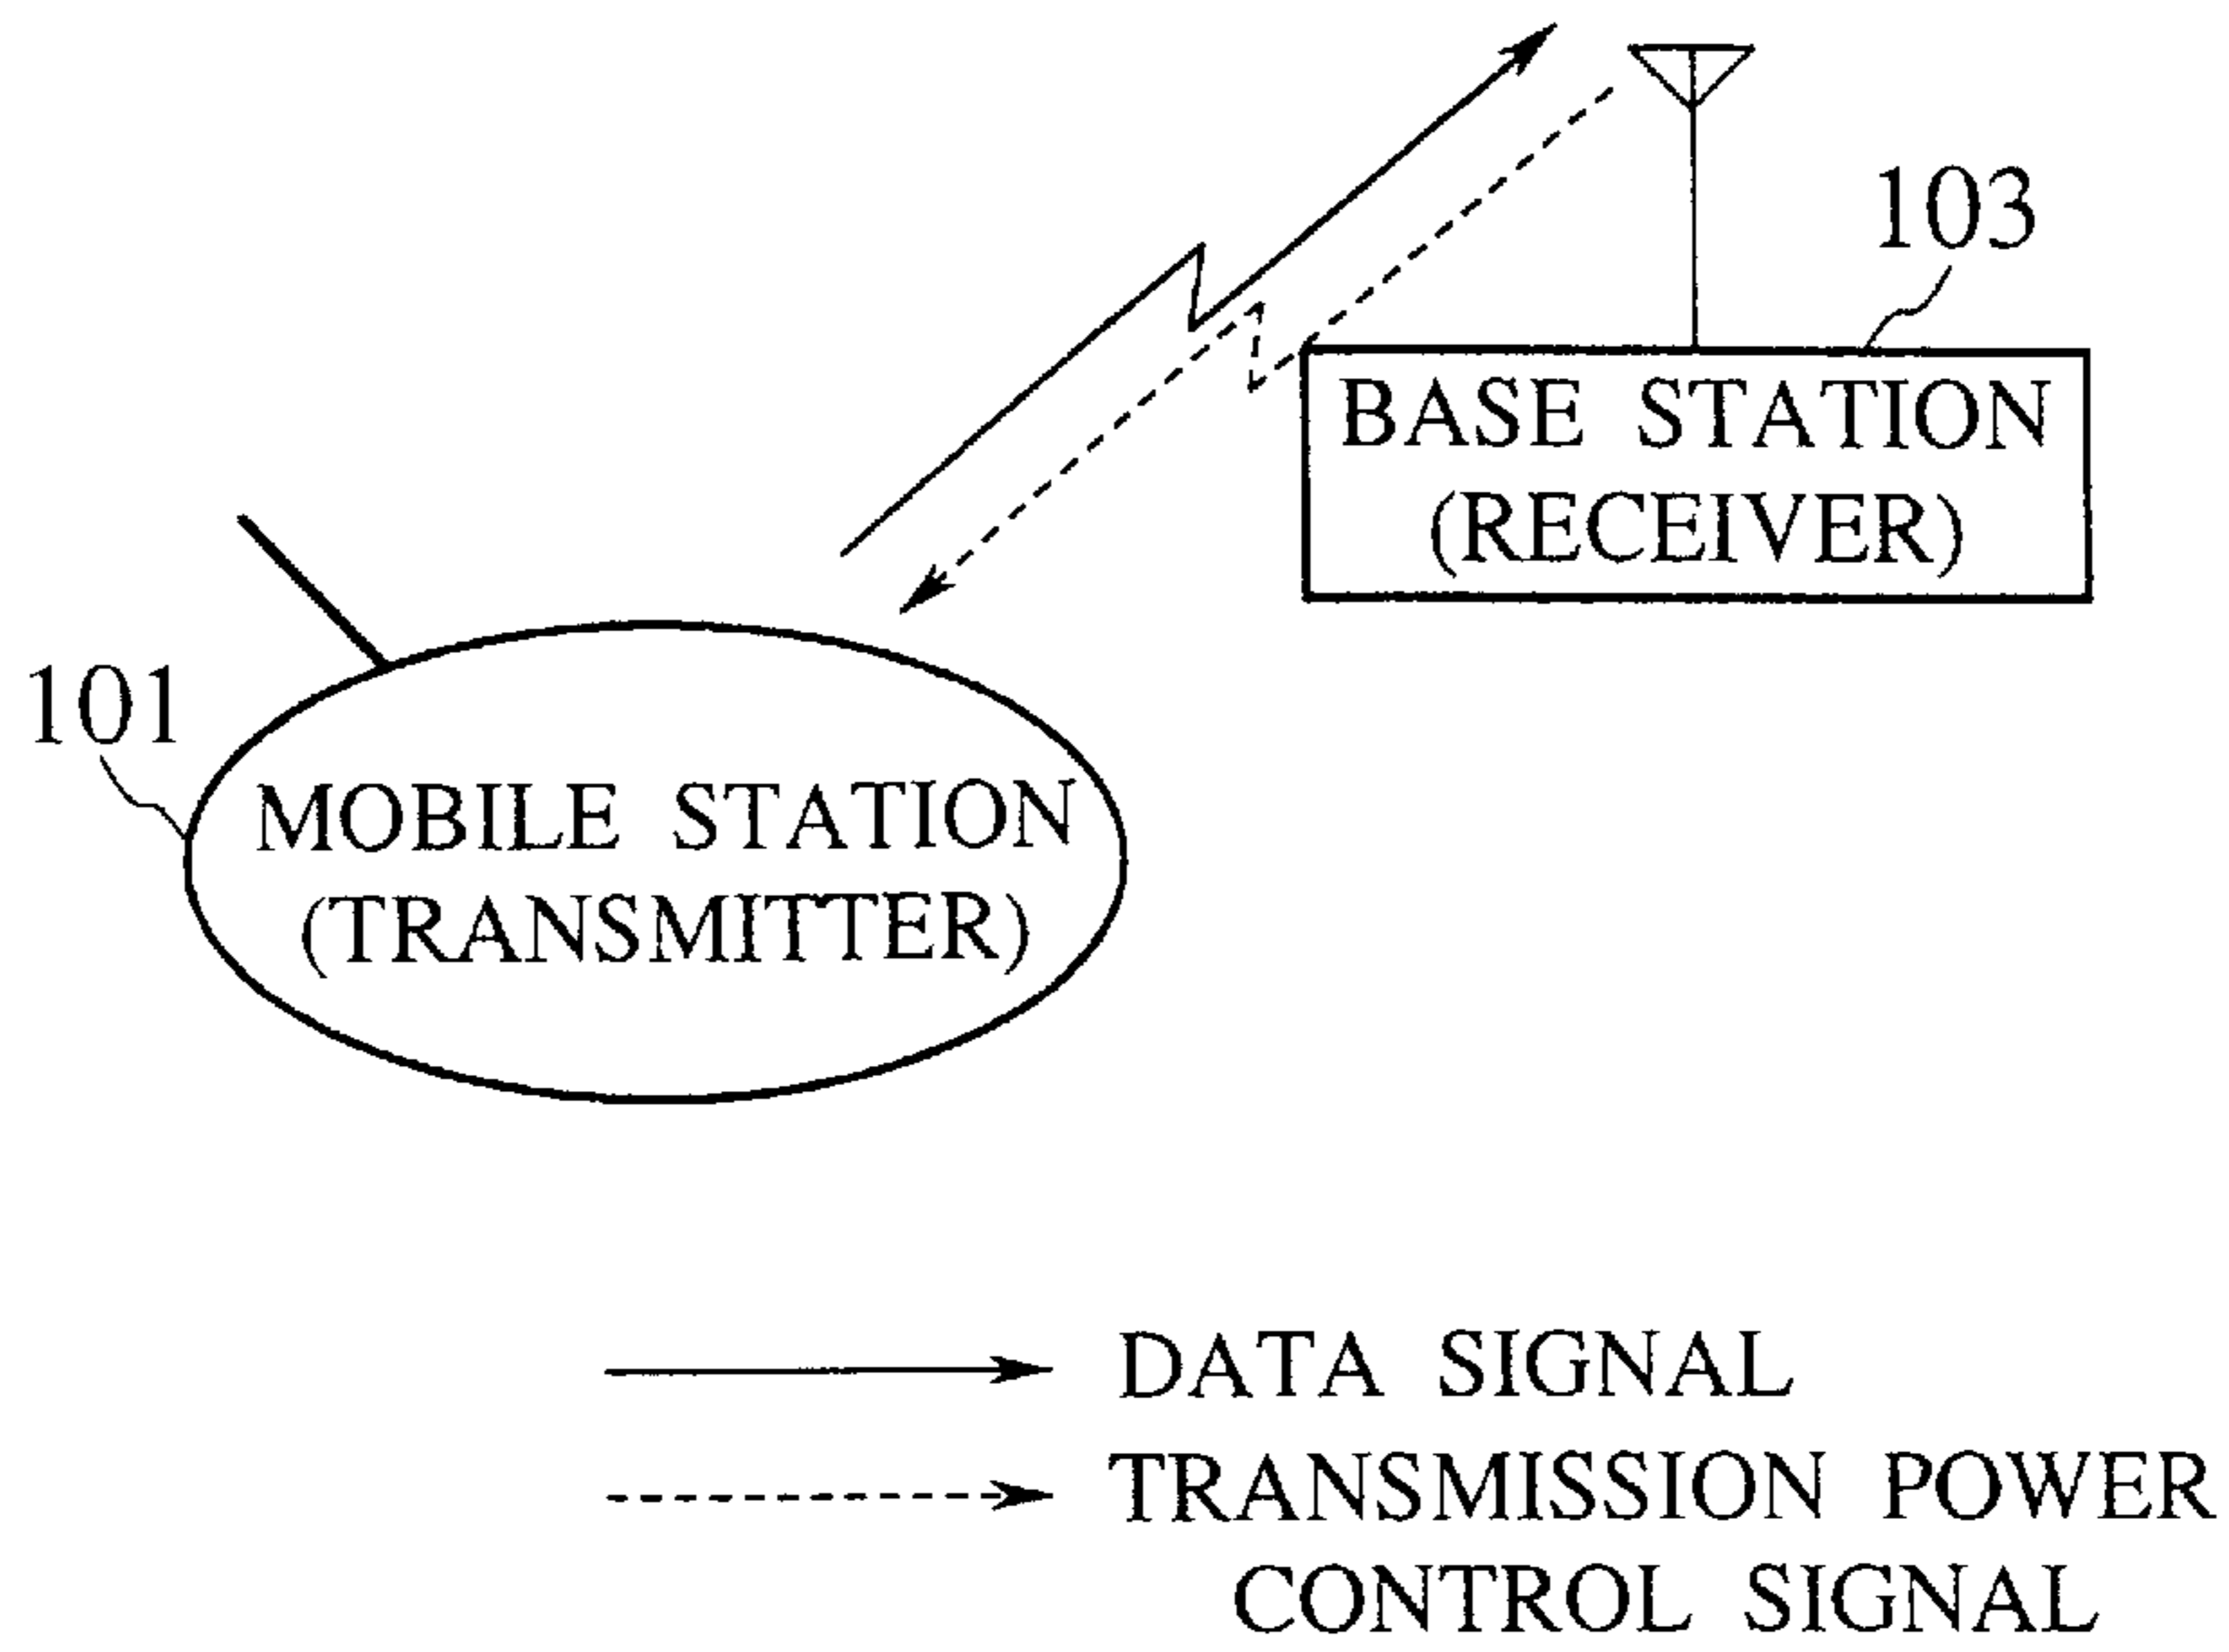 103
BASE STATION
(RECEIVER)
101
MOBILE STATION
(TRANSMITTER)
DATA SIGNAL
TRANSMISSION POWER
CONTROL SIGNAL